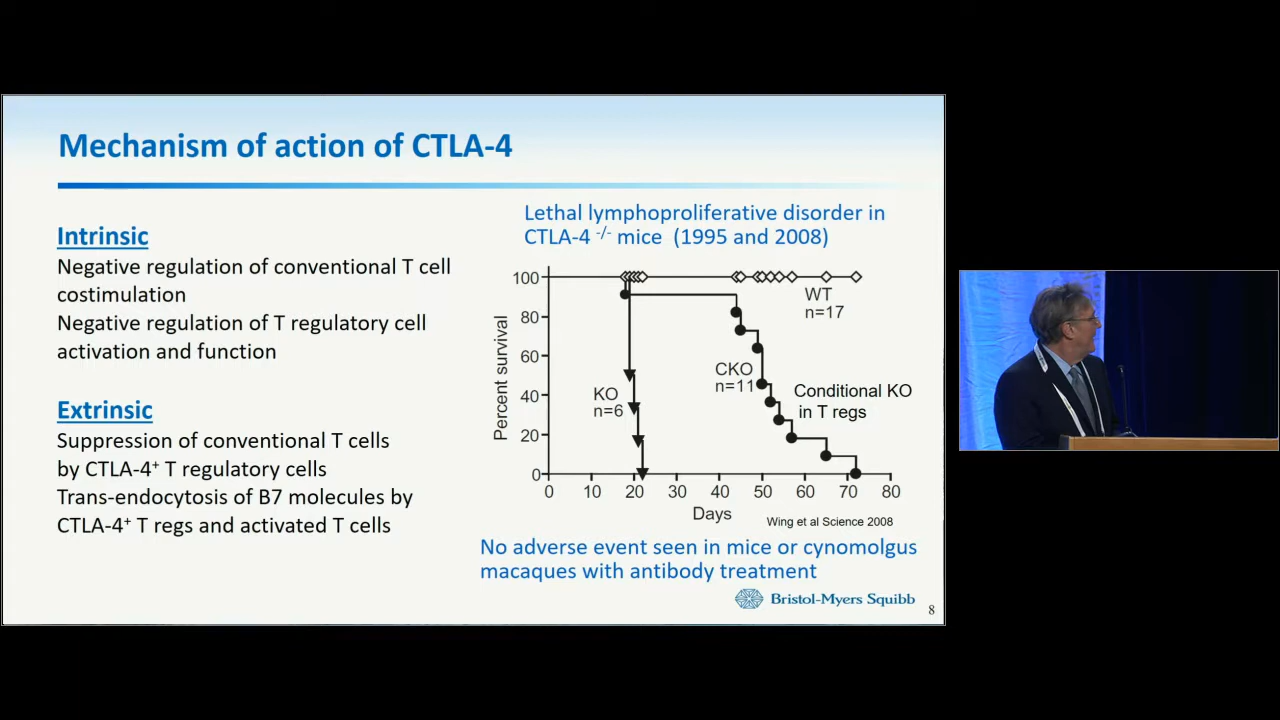 Mechanism of action of CTLA-4
Intrinsic
Negative regulation of conventional T cell
costimulation
Negative regulation of T regulatory cell
activation and function
Extrinsic
Suppression of conventional T cells
by CTLA-4⁺ T regulatory cells
Trans-endocytosis of B7 molecules by
CTLA-4⁺ T regs and activated T cells
Lethal lymphoproliferative disorder in
CTLA-4 -/- mice (1995 and 2008)
Percent survival
100
80
60
40
20
0
WT
n=17
CKO
n=11
KO
n=6
Conditional KO
in T regs
0 10 20 30 40 50 60 70 80
Days
Wing et al Science 2008
No adverse event seen in mice or cynomolgus
macaques with antibody treatment
Bristol-Myers Squibb
8